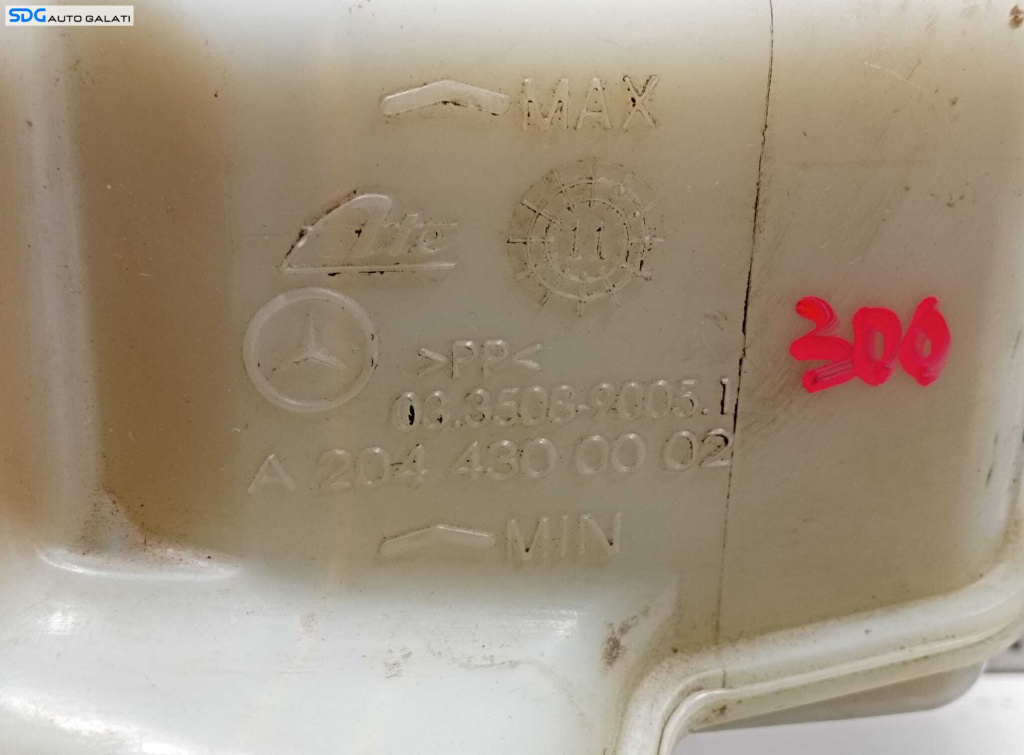 SDG AUTO GALATI
MAX
Ate
11
>PP<
03.3508-9005.1
A 204 430 00 02
MIN
300